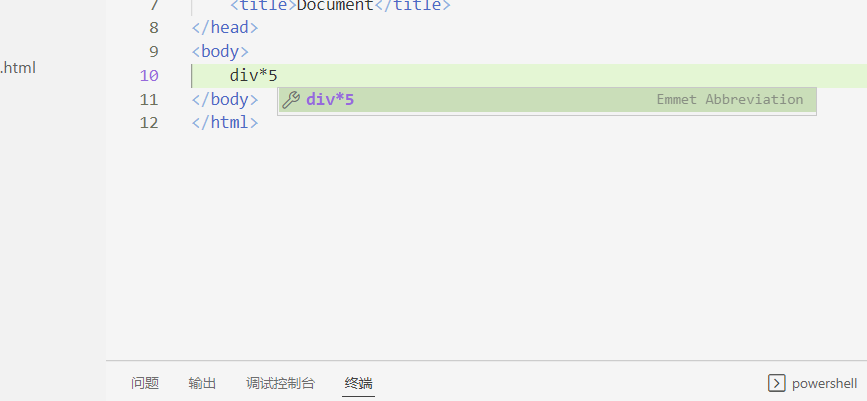 7 <title>Document</title>
8 </head>
9 <body>
.html
10 div*5
11 </body>
div*5 Emmet Abbreviation
12 </html>
问题 输出 调试控制台 终端 powershell